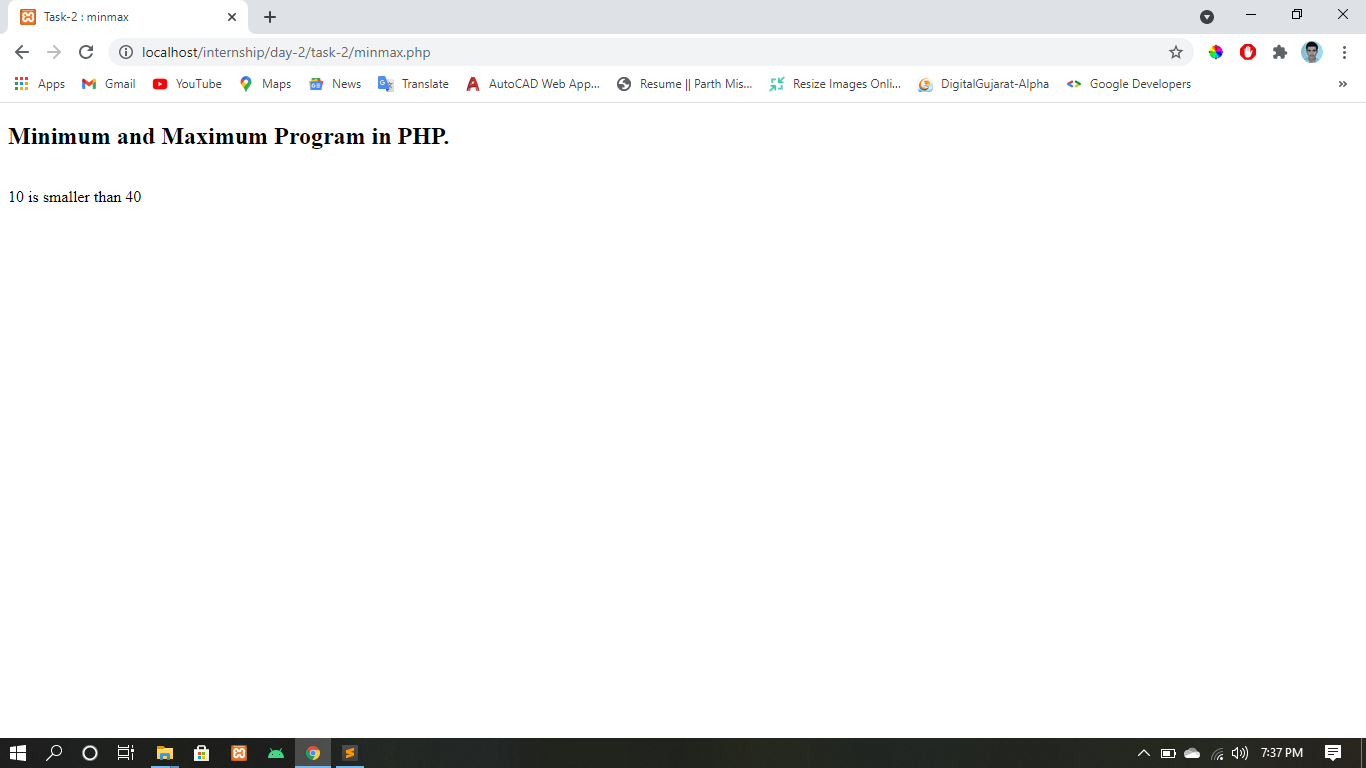 Task-2 : minmax
localhost/internship/day-2/task-2/minmax.php
Apps Gmail YouTube Maps News Translate AutoCAD Web App... Resume || Parth Mis... Resize Images Onli... DigitalGujarat-Alpha Google Developers »
Minimum and Maximum Program in PHP.
10 is smaller than 40
7:37 PM